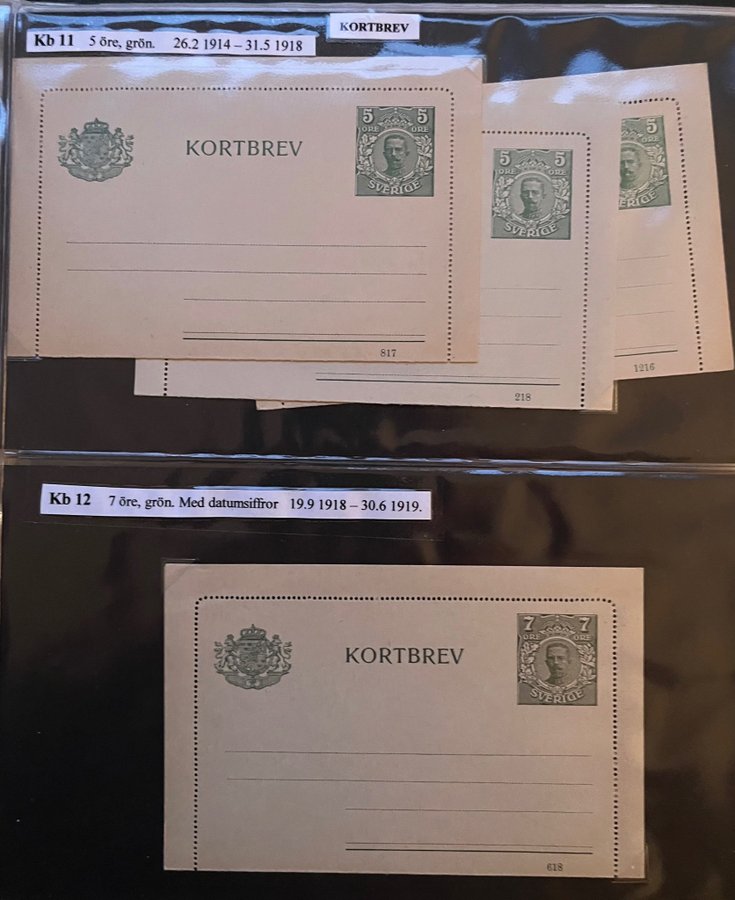 KORTBREV
Kb 11 5 öre, grön. 26.2 1914 – 31.5 1918
5 5
ÖRE ÖRE
KORTBREV
SVERIGE
817
5 5
ÖRE ÖRE
SVERIGE
218
5
ÖRE
1216
Kb 12 7 öre, grön. Med datumsiffror 19.9 1918 – 30.6 1919.
7 7
ÖRE ÖRE
KORTBREV
SVERIGE
618